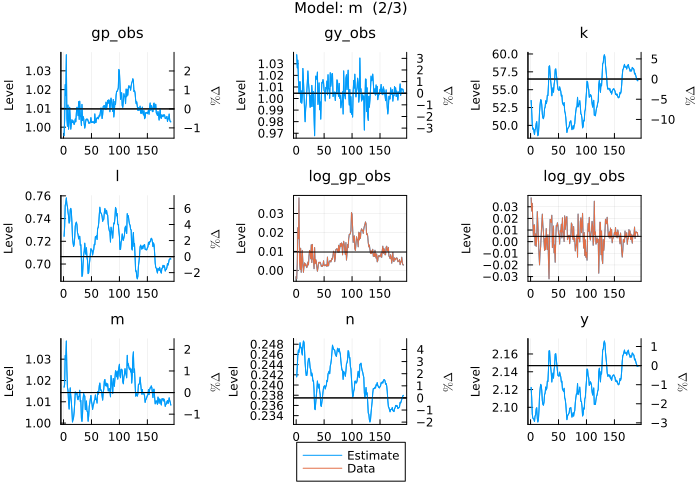 Model: m (2/3)
gp_obs
gy_obs
k
Level
1.03
1.02
1.01
1.00
2
1
0
−1
%Δ
0 50 100 150
Level
1.03
1.02
1.01
1.00
0.99
0.98
0.97
3
2
1
0
−1
−2
−3
%Δ
0 50 100 150
Level
60.0
57.5
55.0
52.5
50.0
5
0
−5
−10
%Δ
0 50 100 150
l
log_gp_obs
log_gy_obs
Level
0.76
0.74
0.72
0.70
6
4
2
0
−2
%Δ
0 50 100 150
Level
0.03
0.02
0.01
0.00
0 50 100 150
Level
0.03
0.02
0.01
0.00
−0.01
−0.02
−0.03
0 50 100 150
m
n
y
Level
1.03
1.02
1.01
1.00
2
1
0
−1
%Δ
0 50 100 150
Level
0.248
0.246
0.244
0.242
0.240
0.238
0.236
0.234
4
3
2
1
0
−1
−2
%Δ
0 50 100 150
Level
2.16
2.14
2.12
2.10
1
0
−1
−2
−3
%Δ
0 50 100 150
Estimate
Data